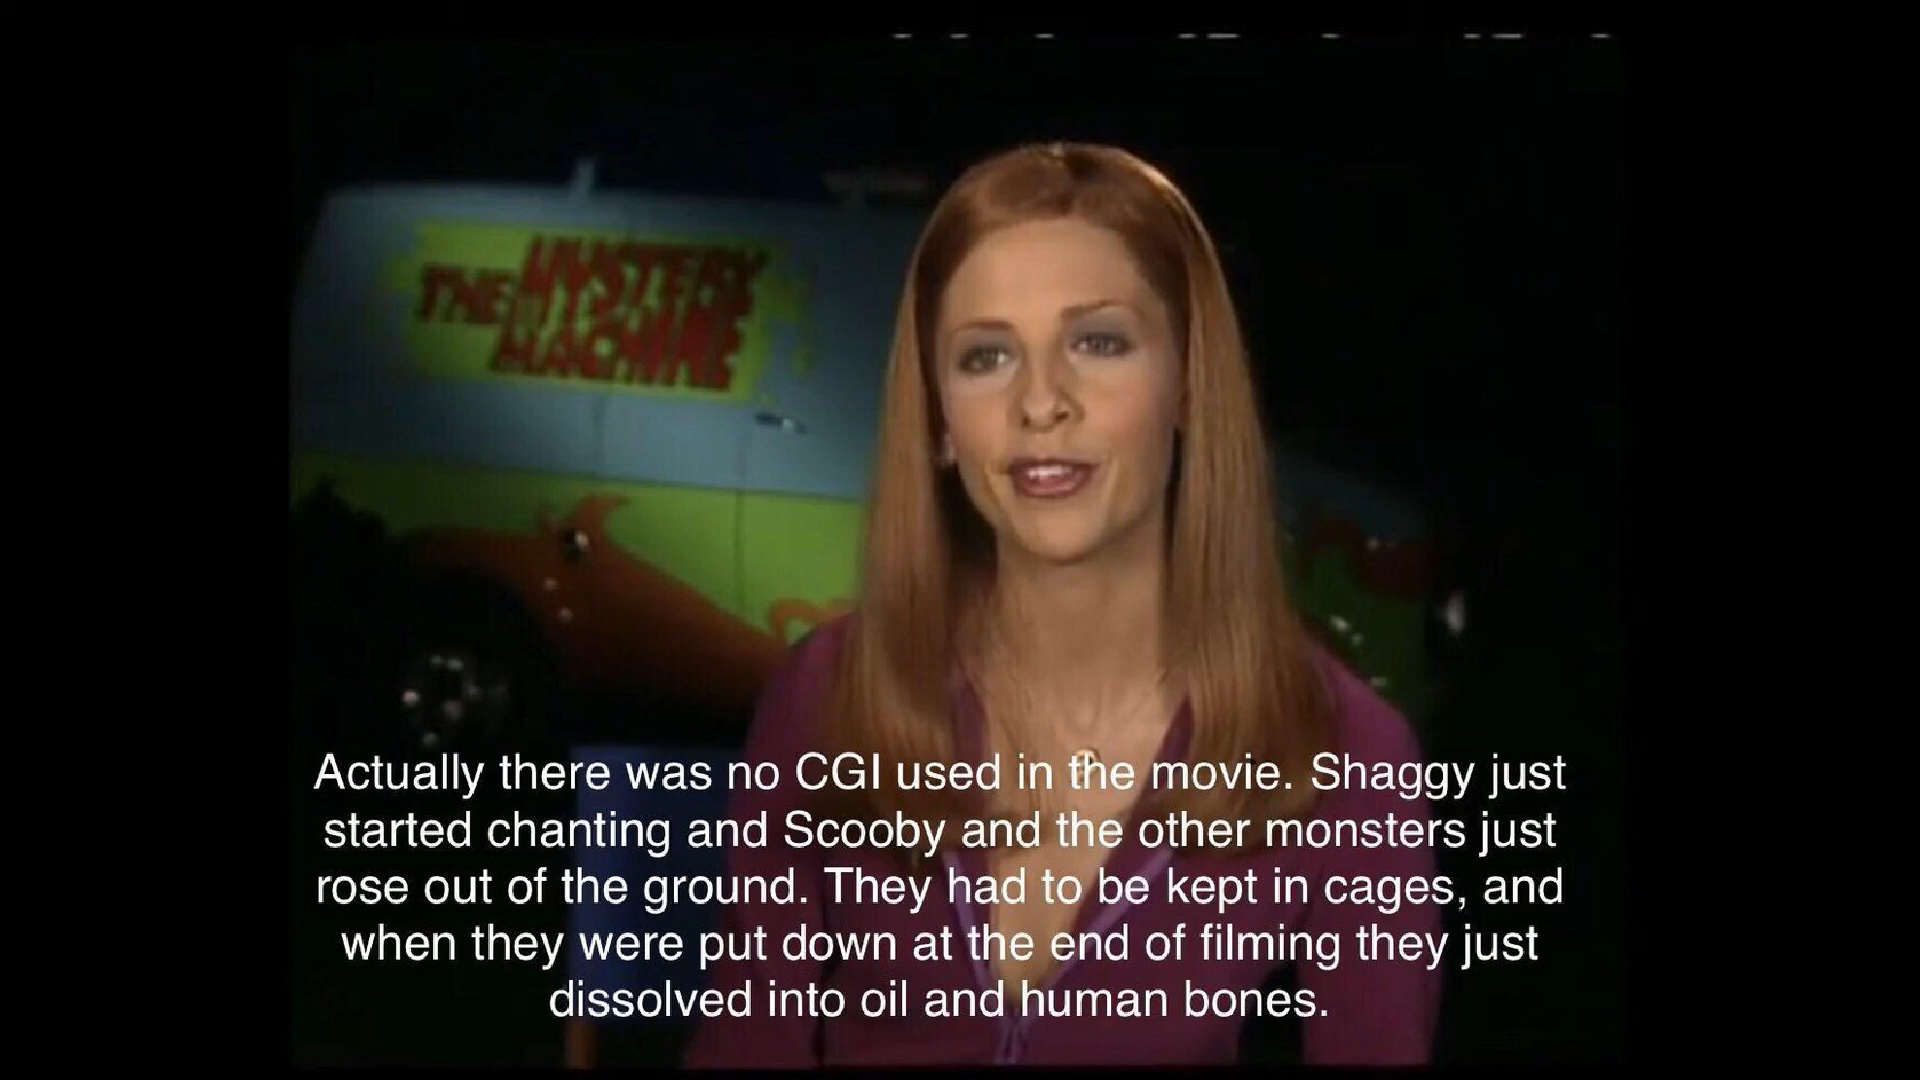 THE MYSTERY
MACHINE
Actually there was no CGI used in the movie. Shaggy just
started chanting and Scooby and the other monsters just
rose out of the ground. They had to be kept in cages, and
when they were put down at the end of filming they just
dissolved into oil and human bones.